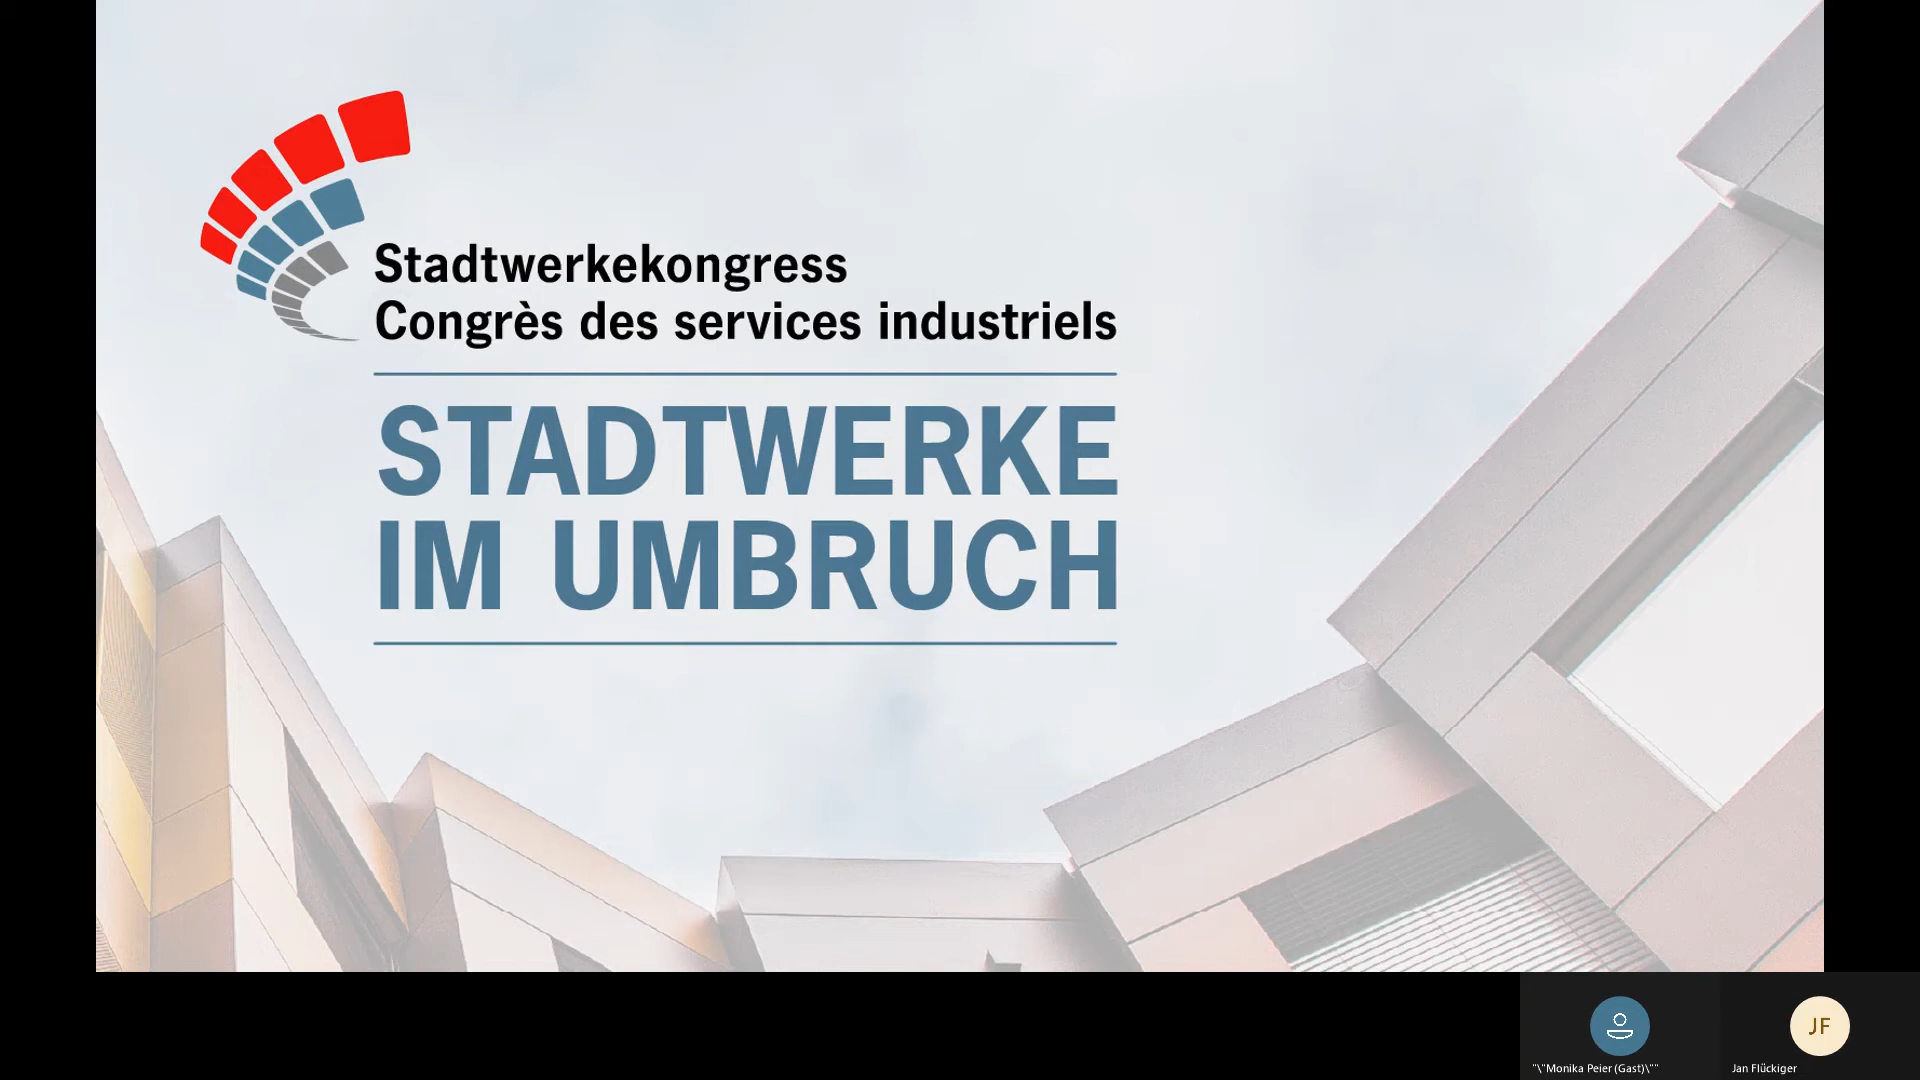 Stadtwerkekongress
Congrès des services industriels
STADTWERKE
IM UMBRUCH
JF
"\"Monika Peier (Gast)\""
Jan Flückiger